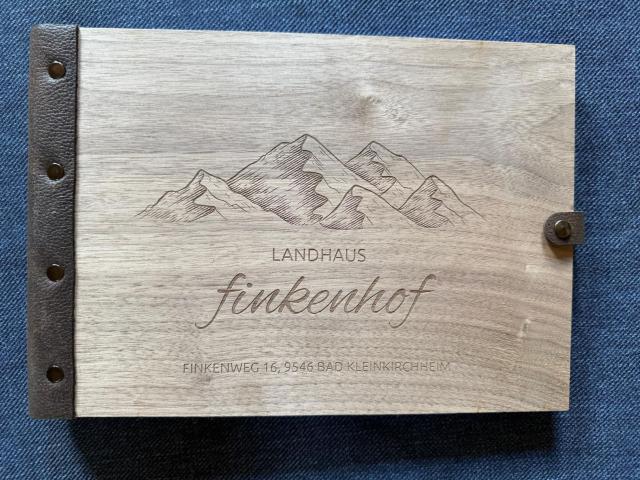 LANDHAUS
finkenhof
FINKENWEG 16, 9546 BAD KLEINKIRCHHEIM